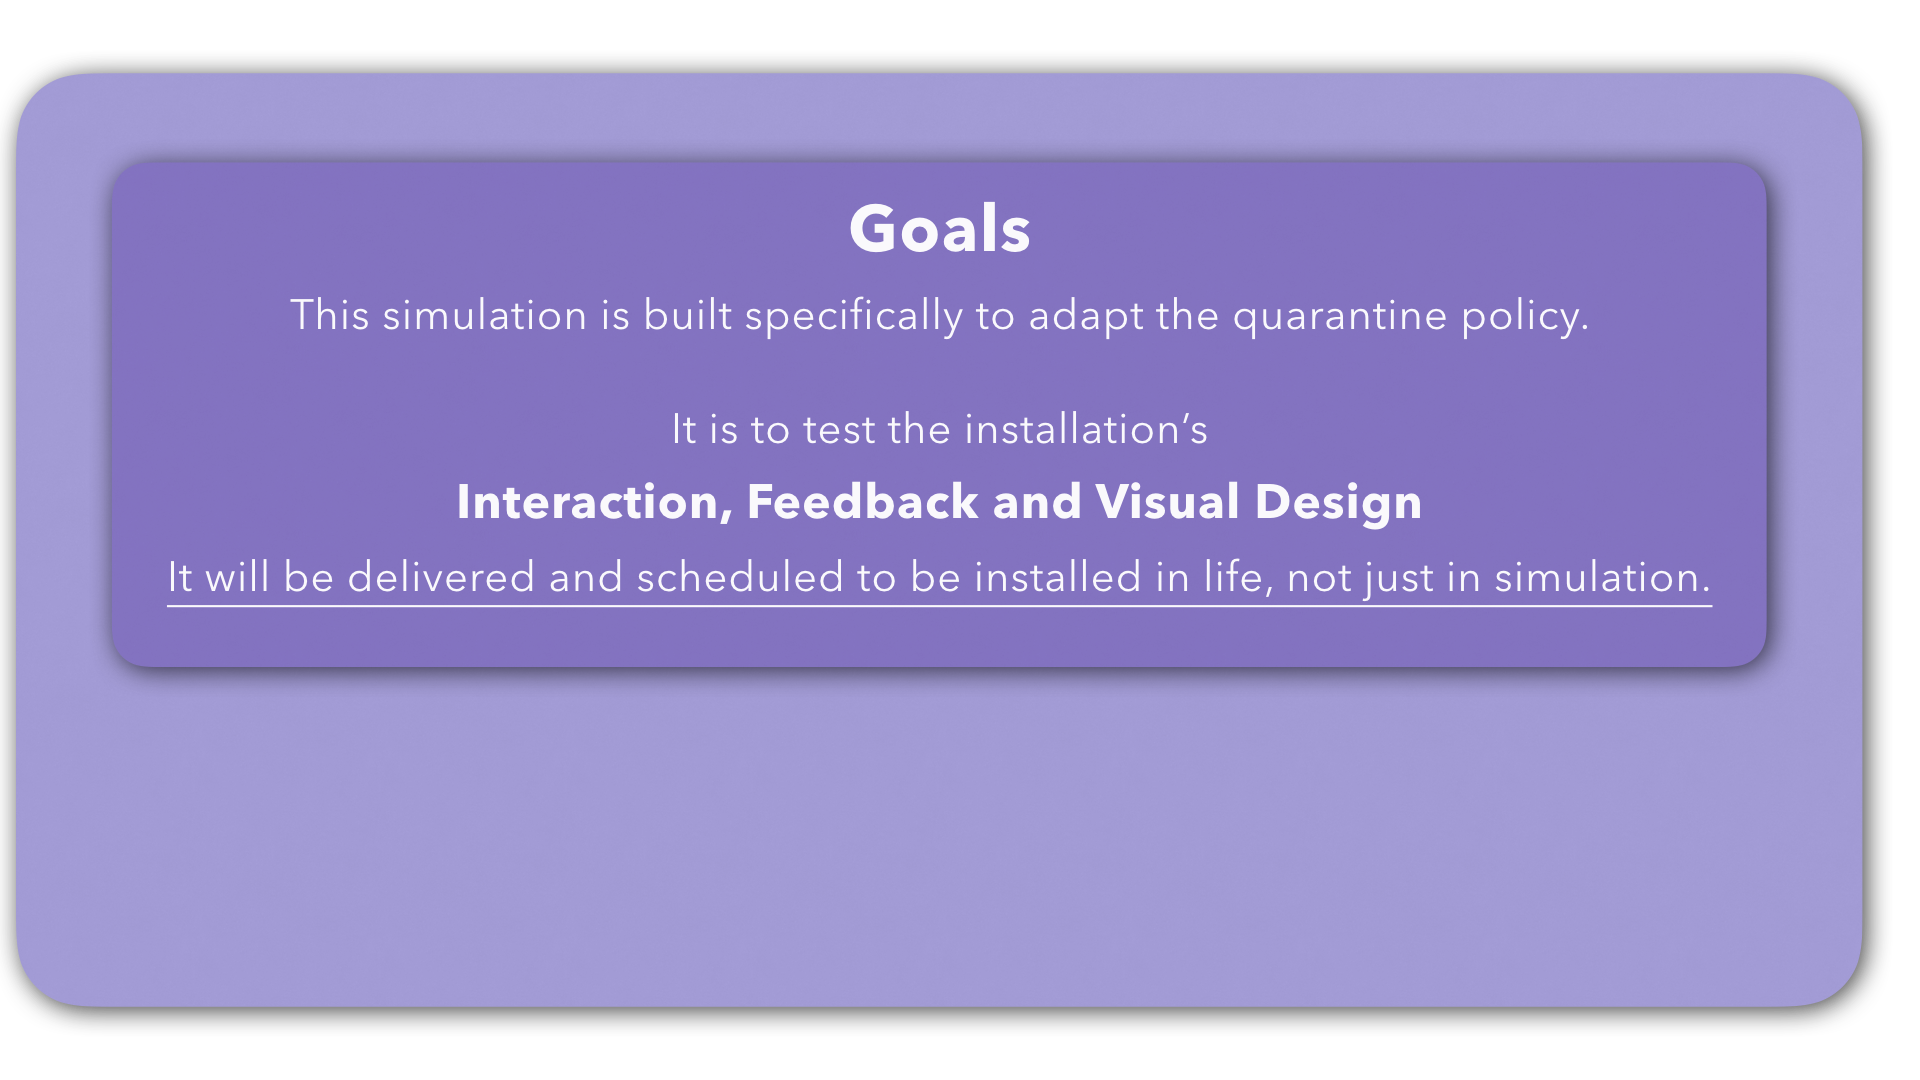 Goals
This simulation is built specifically to adapt the quarantine policy.
It is to test the installation’s
Interaction, Feedback and Visual Design
It will be delivered and scheduled to be installed in life, not just in simulation.